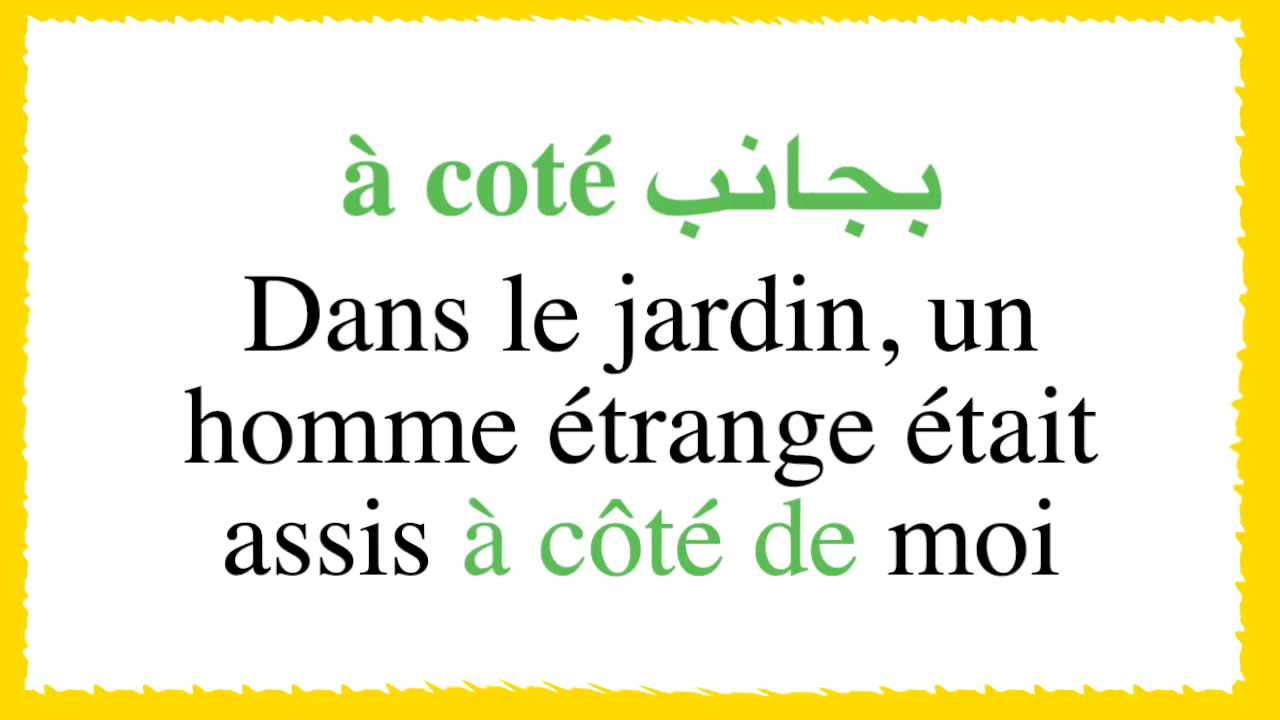 à coté بجانب
Dans le jardin, un
homme étrange était
assis à côté de moi